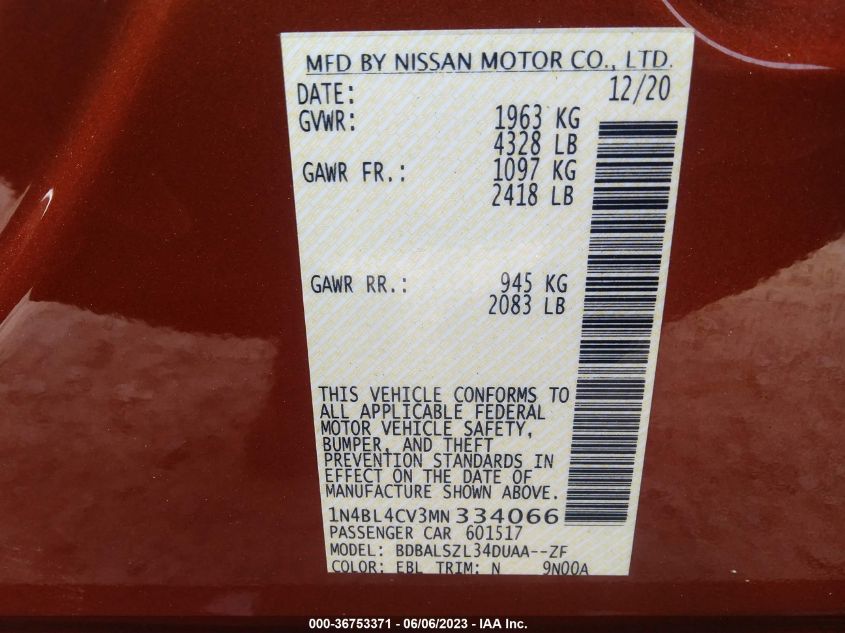 MFD BY NISSAN MOTOR CO., LTD.
DATE: 12/20
GVWR: 1963 KG
4328 LB
GAWR FR.: 1097 KG
2418 LB
GAWR RR.: 945 KG
2083 LB
THIS VEHICLE CONFORMS TO
ALL APPLICABLE FEDERAL
MOTOR VEHICLE SAFETY,
BUMPER, AND THEFT
PREVENTION STANDARDS IN
EFFECT ON THE DATE OF
MANUFACTURE SHOWN ABOVE.
1N4BL4CV3MN 334066
PASSENGER CAR 601517
MODEL: BDBALSZL34DUAA--ZF
COLOR: EBL TRIM: N 9N00A
000-36753371 - 06/06/2023 - IAA Inc.